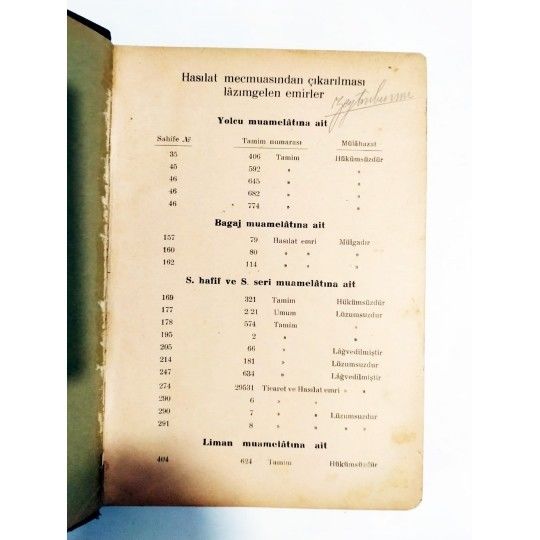 Hasılat mecmuasından çıkarılması
lâzımgelen emirler
Yolcu muamelâtına ait
Sahife № Tamim numarası Mülâhazat
35 406 Tamim Hükümsüzdür
45 592 » »
46 645 » »
46 682 » »
46 774 » »
Bagaj muamelâtına ait
157 79 Hasılat emri Mülgadır
160 80 » » »
162 114 » » »
S. hafif ve S. seri muamelâtına ait
169 321 Tamim Hükümsüzdür
177 2 21 Umum Lüzumsuzdur
178 574 Tamim »
195 2 » »
205 66 » Lâğvedilmiştir
214 181 » Lüzumsuzdur
247 634 » Lâğvedilmiştir
274 29531 Ticaret ve Hasılat emri » »
290 6 » » »
290 7 » » Lüzumsuzdur
291 8 » » » »
Liman muamelâtına ait
404 624 Tamim Hükümsüzdür